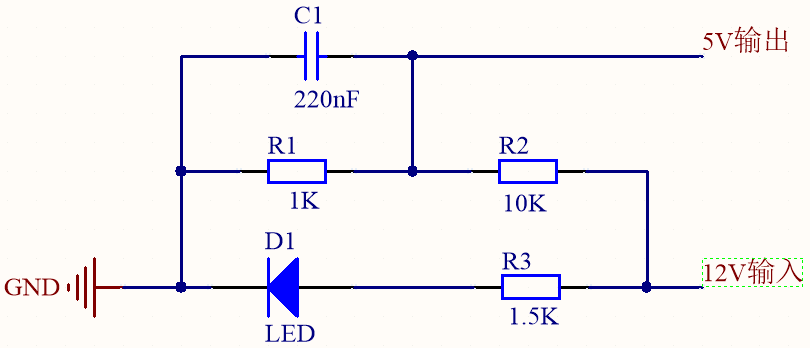 C1
5V输出
220nF
R1
R2
1K
10K
D1
R3
GND
12V输入
1.5K
LED